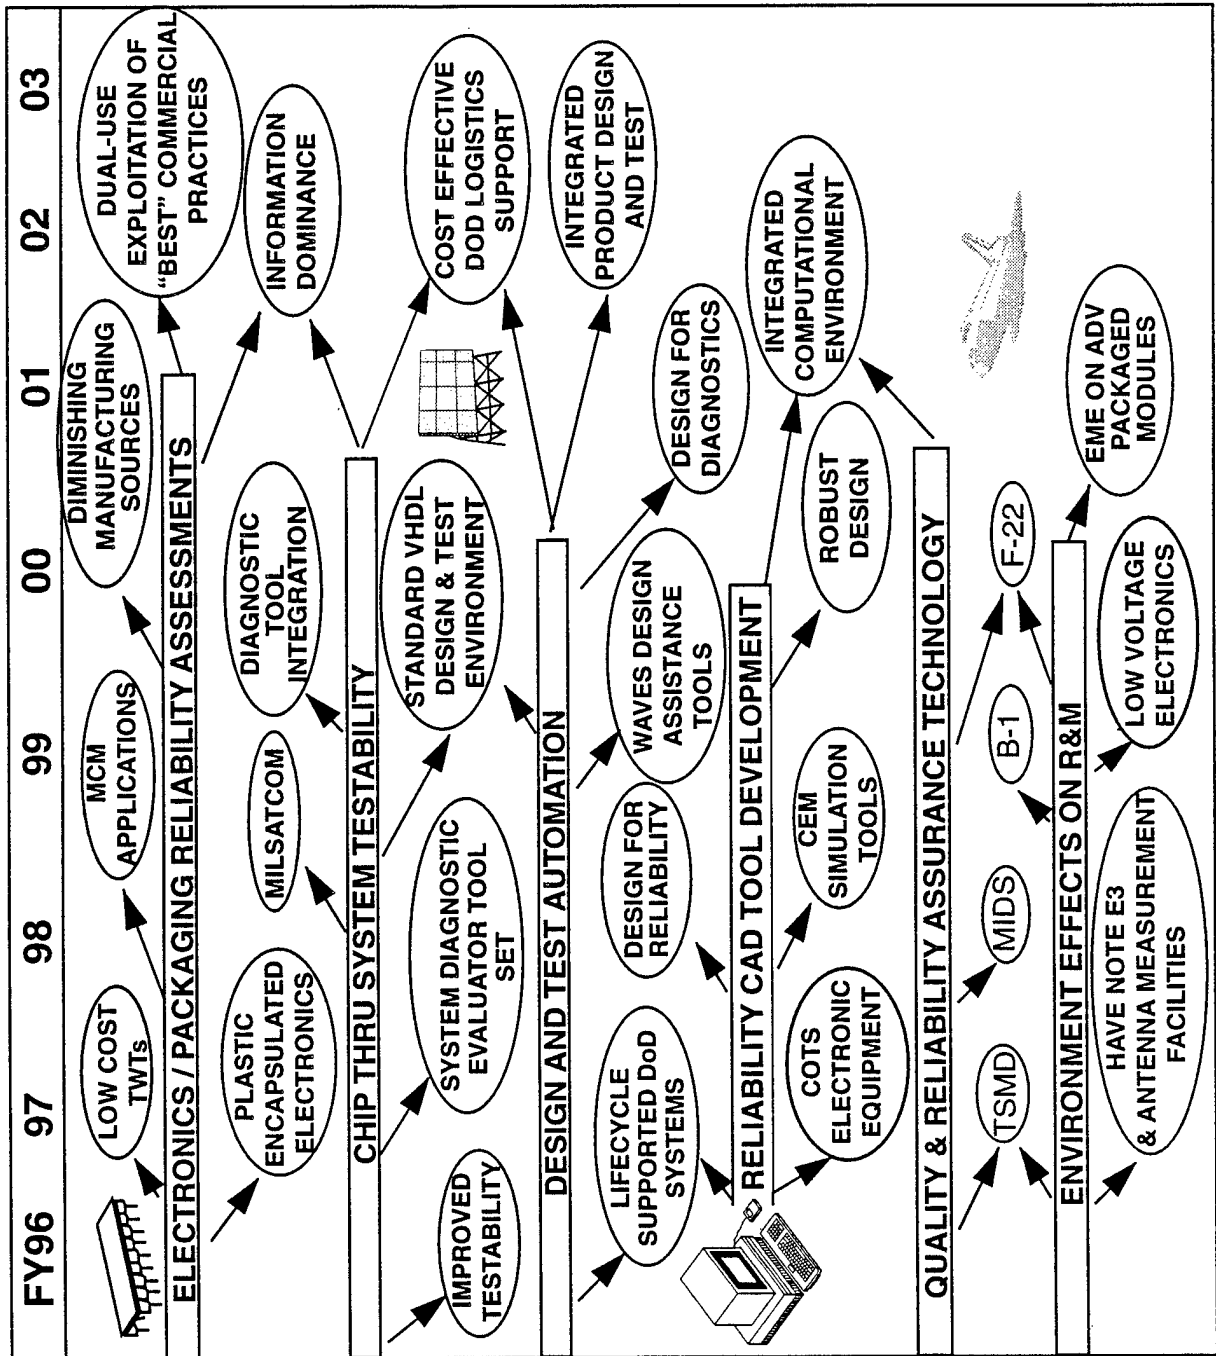 FY96 97 98 99 00 01 02 03
LOW COST
TWTs
MCM
APPLICATIONS
DIMINISHING
MANUFACTURING
SOURCES
DUAL-USE
EXPLOITATION OF
“BEST” COMMERCIAL
PRACTICES
ELECTRONICS / PACKAGING RELIABILITY ASSESSMENTS
PLASTIC
ENCAPSULATED
ELECTRONICS
MILSATCOM
DIAGNOSTIC
TOOL
INTEGRATION
INFORMATION
DOMINANCE
CHIP THRU SYSTEM TESTABILITY
IMPROVED
TESTABILITY
SYSTEM DIAGNOSTIC
EVALUATOR TOOL
SET
STANDARD VHDL
DESIGN & TEST
ENVIRONMENT
COST EFFECTIVE
DOD LOGISTICS
SUPPORT
DESIGN AND TEST AUTOMATION
INTEGRATED
PRODUCT DESIGN
AND TEST
LIFECYCLE
SUPPORTED DoD
SYSTEMS
DESIGN FOR
RELIABILITY
WAVES DESIGN
ASSISTANCE
TOOLS
DESIGN FOR
DIAGNOSTICS
RELIABILITY CAD TOOL DEVELOPMENT
COTS
ELECTRONIC
EQUIPMENT
CEM
SIMULATION
TOOLS
ROBUST
DESIGN
INTEGRATED
COMPUTATIONAL
ENVIRONMENT
QUALITY & RELIABILITY ASSURANCE TECHNOLOGY
TSMD
MIDS
B-1
F-22
ENVIRONMENT EFFECTS ON R&M
HAVE NOTE E3
& ANTENNA MEASUREMENT
FACILITIES
LOW VOLTAGE
ELECTRONICS
EME ON ADV
PACKAGED
MODULES